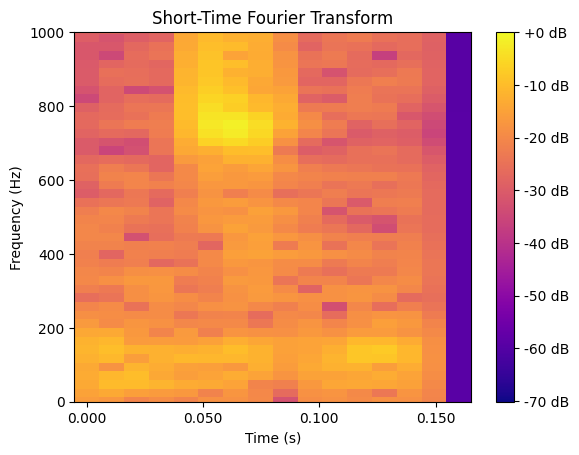 Short-Time Fourier Transform
1000
800
600
400
200
0
Frequency (Hz)
0.000
0.050
0.100
0.150
Time (s)
+0 dB
-10 dB
-20 dB
-30 dB
-40 dB
-50 dB
-60 dB
-70 dB